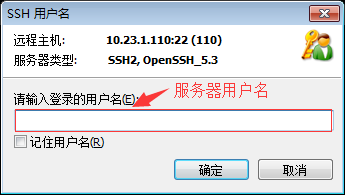 SSH 用户名
远程主机: 10.23.1.110:22 (110)
服务器类型: SSH2, OpenSSH_5.3
服务器用户名
请输入登录的用户名(E):
记住用户名(R)
确定 取消